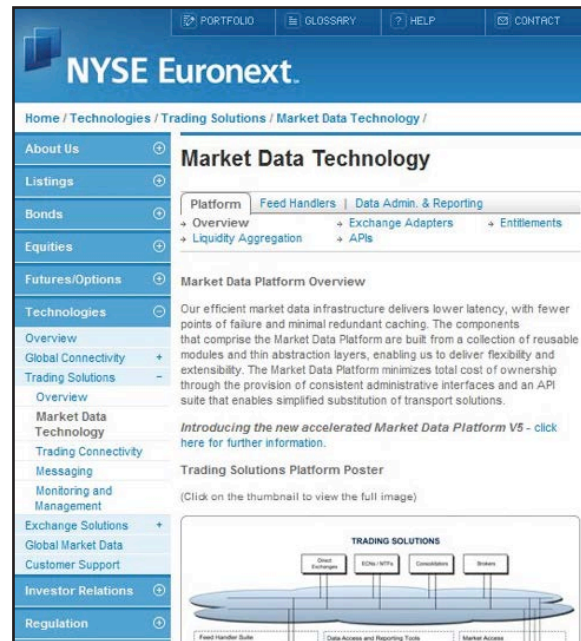 PORTFOLIO GLOSSARY ? HELP CONTACT
NYSE Euronext.
Home / Technologies / Trading Solutions / Market Data Technology /
About Us
Listings
Bonds
Equities
Futures/Options
Technologies
Overview
Global Connectivity +
Trading Solutions -
Overview
Market Data
Technology
Trading Connectivity
Messaging
Monitoring and
Management
Exchange Solutions +
Global Market Data
Customer Support
Investor Relations
Regulation
Market Data Technology
Platform Feed Handlers | Data Admin. & Reporting
Overview Exchange Adapters Entitlements
Liquidity Aggregation APIs
Market Data Platform Overview
Our efficient market data infrastructure delivers lower latency, with fewer
points of failure and minimal redundant caching. The components
that comprise the Market Data Platform are built from a collection of reusable
modules and thin abstraction layers, enabling us to deliver flexibility and
extensibility. The Market Data Platform minimizes total cost of ownership
through the provision of consistent administrative interfaces and an API
suite that enables simplified substitution of transport solutions.
Introducing the new accelerated Market Data Platform V5 - click
here for further information.
Trading Solutions Platform Poster
(Click on the thumbnail to view the full image)
TRADING SOLUTIONS
Direct Exchanges ECNs / MTFs Consolidators Brokers
Feed Handler Suite Data Access and Reporting Tools Market Access